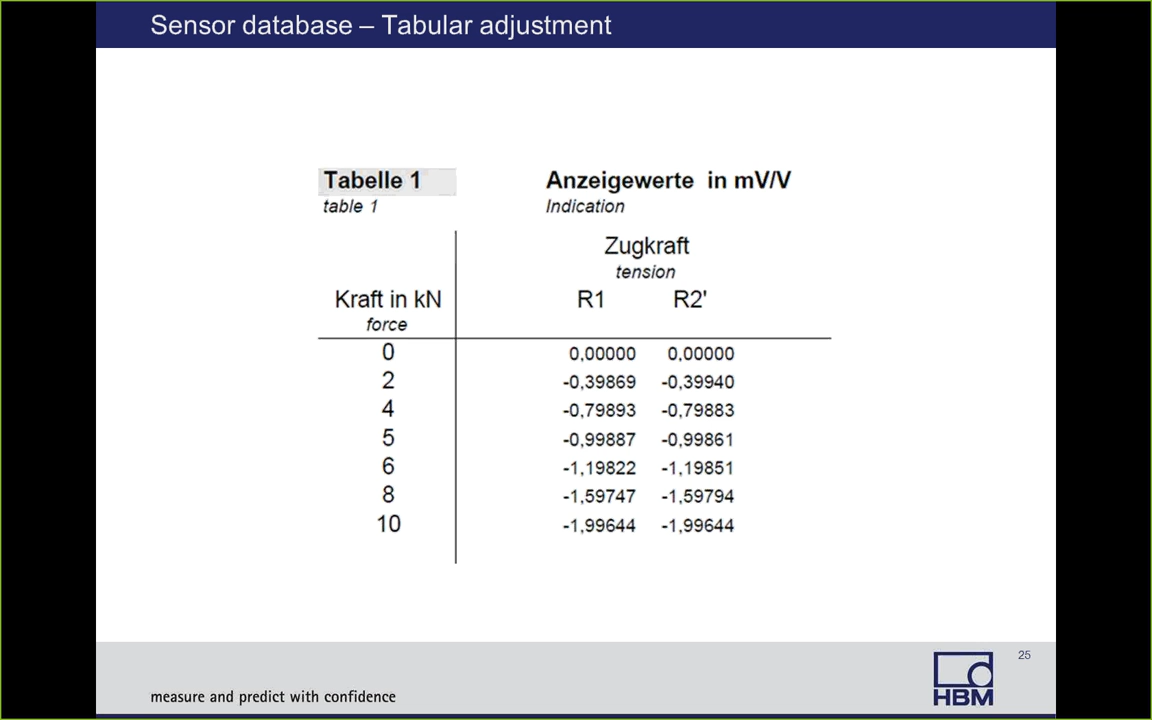 Sensor database – Tabular adjustment
Tabelle 1 Anzeigewerte in mV/V
table 1 Indication
Zugkraft
tension
Kraft in kN R1 R2'
force
0 0,00000 0,00000
2 -0,39869 -0,39940
4 -0,79893 -0,79883
5 -0,99887 -0,99861
6 -1,19822 -1,19851
8 -1,59747 -1,59794
10 -1,99644 -1,99644
25
measure and predict with confidence
HBM